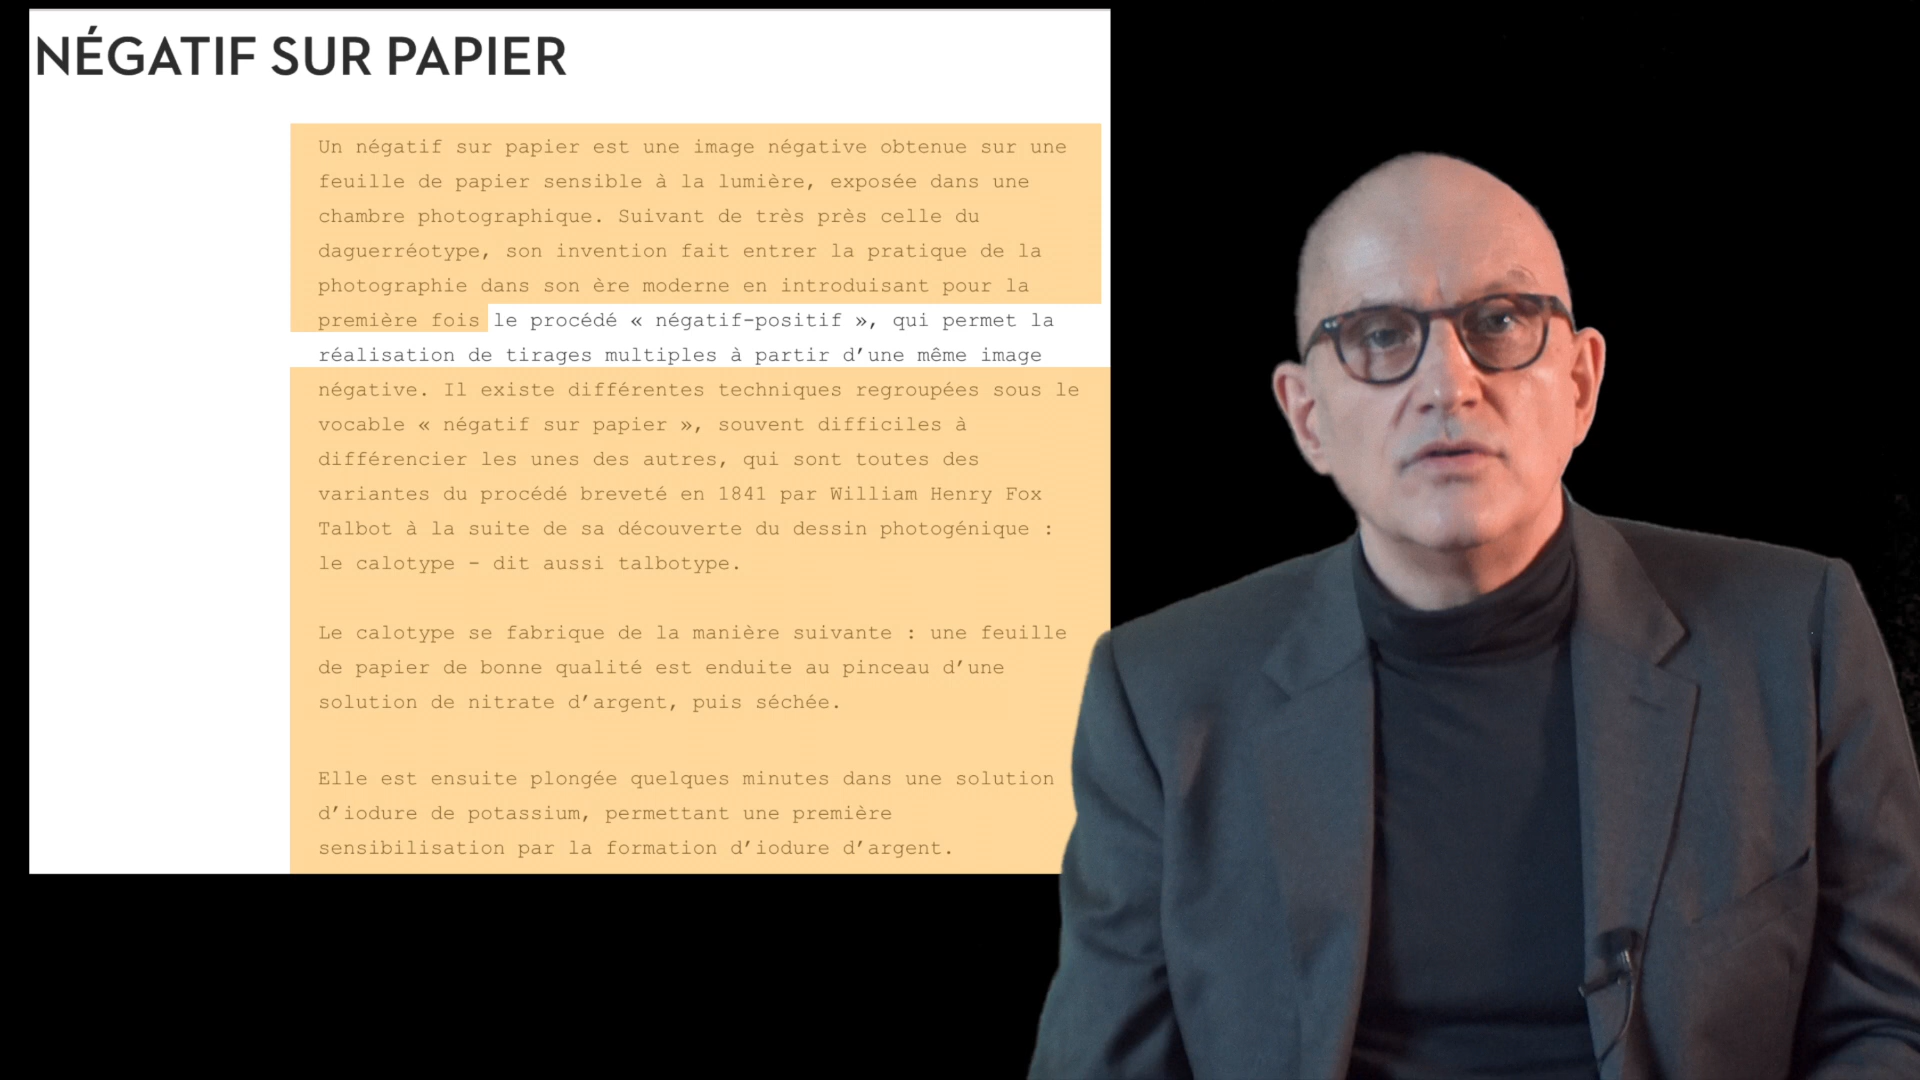 NÉGATIF SUR PAPIER
Un négatif sur papier est une image négative obtenue sur une
feuille de papier sensible à la lumière, exposée dans une
chambre photographique. Suivant de très près celle du
daguerréotype, son invention fait entrer la pratique de la
photographie dans son ère moderne en introduisant pour la
première fois le procédé « négatif-positif », qui permet la
réalisation de tirages multiples à partir d’une même image
négative. Il existe différentes techniques regroupées sous le
vocable « négatif sur papier », souvent difficiles à
différencier les unes des autres, qui sont toutes des
variantes du procédé breveté en 1841 par William Henry Fox
Talbot à la suite de sa découverte du dessin photogénique :
le calotype - dit aussi talbotype.
Le calotype se fabrique de la manière suivante : une feuille
de papier de bonne qualité est enduite au pinceau d’une
solution de nitrate d’argent, puis séchée.
Elle est ensuite plongée quelques minutes dans une solution
d’iodure de potassium, permettant une première
sensibilisation par la formation d’iodure d’argent.